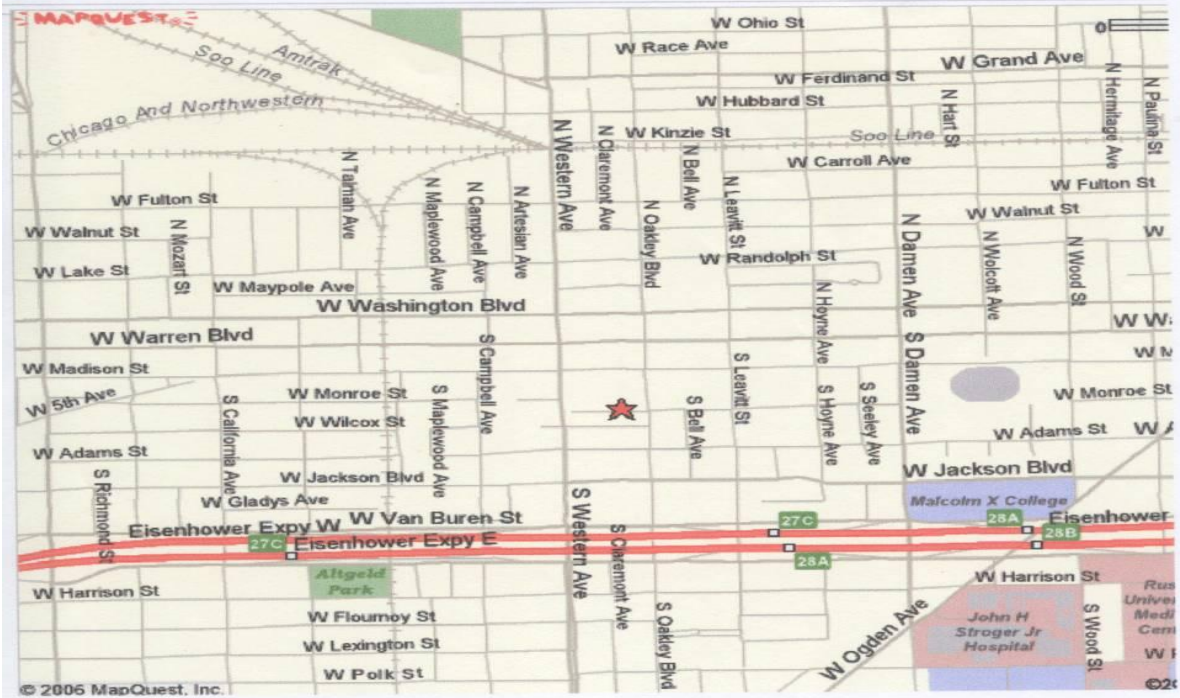 MAPQUEST
W Ohio St
W Race Ave
0
W Grand Ave
Amtrak
Soo Line
W Ferdinand St
N Hermitage Ave
N Paulina St
N Hart St
Chicago And Northwestern
W Hubbard St
N Western Ave
N Claremont Ave
W Kinzie St
Soo Line
N Talman Ave
N Bell Ave
W Carroll Ave
W Fulton St
N Maplewood Ave
N Campbell Ave
N Artesian Ave
N Oakley Blvd
N Leavitt St
W Fulton St
W Walnut St
W Walnut St
N Mozart St
N Damen Ave
N Wolcott Ave
N Wood St
W
W Lake St
W Randolph St
W Maypole Ave
N Hoyne Ave
W Washington Blvd
W Warren Blvd
W Wa
S Campbell Ave
S Damen Ave
W Madison St
S Leavitt St
W M
W 5th Ave
S California Ave
W Monroe St
S Maplewood Ave
S Bell Ave
S Hoyne Ave
S Seeley Ave
W Monroe St
W Wilcox St
W Adams St
W Adams St
W A
W Jackson Blvd
W Jackson Blvd
S Richmond St
W Gladys Ave
S Western Ave
Malcolm X College
Eisenhower Expy W
W Van Buren St
27C
28A
Eisenhower
27C
Eisenhower Expy E
28B
S Claremont Ave
28A
Altgeld
Park
W Harrison St
W Harrison St
Rus
Univer
Medi
Cen
W Flournoy St
S Oakley Blvd
W Ogden Ave
John H
Stroger Jr
Hospital
S Wood St
W Lexington St
W P
W Polk St
© 2006 MapQuest, Inc.
©20